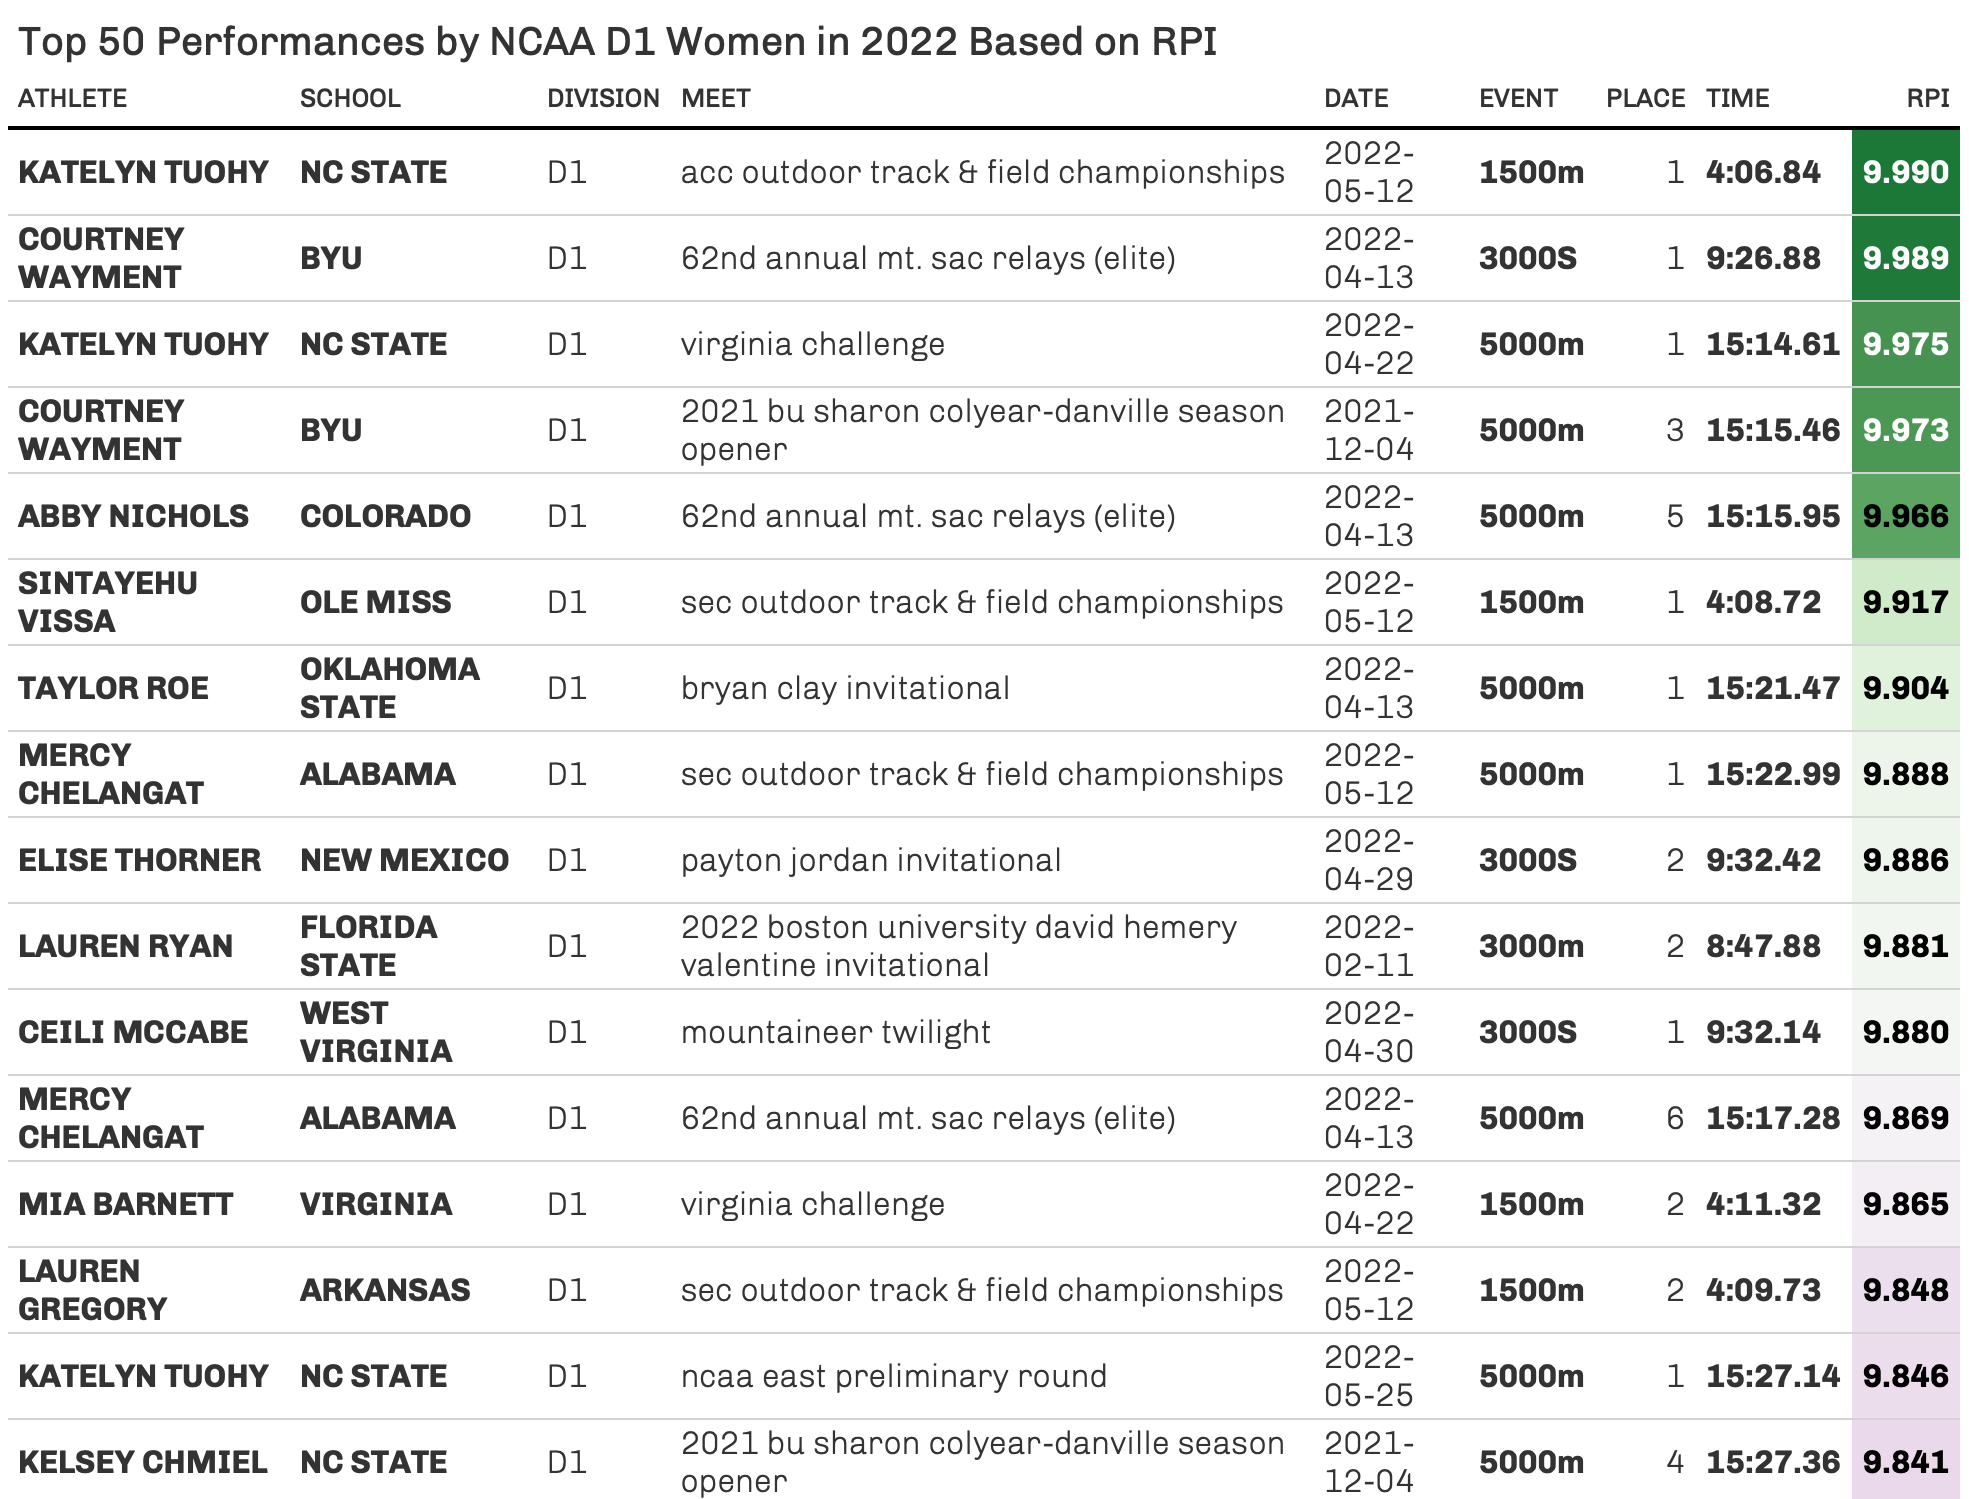 Top 50 Performances by NCAA D1 Women in 2022 Based on RPI
ATHLETE SCHOOL DIVISION MEET DATE EVENT PLACE TIME RPI
KATELYN TUOHY NC STATE D1 acc outdoor track & field championships 2022-05-12 1500m 1 4:06.84 9.990
COURTNEY WAYMENT BYU D1 62nd annual mt. sac relays (elite) 2022-04-13 3000S 1 9:26.88 9.989
KATELYN TUOHY NC STATE D1 virginia challenge 2022-04-22 5000m 1 15:14.61 9.975
COURTNEY WAYMENT BYU D1 2021 bu sharon colyear-danville season opener 2021-12-04 5000m 3 15:15.46 9.973
ABBY NICHOLS COLORADO D1 62nd annual mt. sac relays (elite) 2022-04-13 5000m 5 15:15.95 9.966
SINTAYEHU VISSA OLE MISS D1 sec outdoor track & field championships 2022-05-12 1500m 1 4:08.72 9.917
TAYLOR ROE OKLAHOMA STATE D1 bryan clay invitational 2022-04-13 5000m 1 15:21.47 9.904
MERCY CHELANGAT ALABAMA D1 sec outdoor track & field championships 2022-05-12 5000m 1 15:22.99 9.888
ELISE THORNER NEW MEXICO D1 payton jordan invitational 2022-04-29 3000S 2 9:32.42 9.886
LAUREN RYAN FLORIDA STATE D1 2022 boston university david hemery valentine invitational 2022-02-11 3000m 2 8:47.88 9.881
CEILI MCCABE WEST VIRGINIA D1 mountaineer twilight 2022-04-30 3000S 1 9:32.14 9.880
MERCY CHELANGAT ALABAMA D1 62nd annual mt. sac relays (elite) 2022-04-13 5000m 6 15:17.28 9.869
MIA BARNETT VIRGINIA D1 virginia challenge 2022-04-22 1500m 2 4:11.32 9.865
LAUREN GREGORY ARKANSAS D1 sec outdoor track & field championships 2022-05-12 1500m 2 4:09.73 9.848
KATELYN TUOHY NC STATE D1 ncaa east preliminary round 2022-05-25 5000m 1 15:27.14 9.846
KELSEY CHMIEL NC STATE D1 2021 bu sharon colyear-danville season opener 2021-12-04 5000m 4 15:27.36 9.841